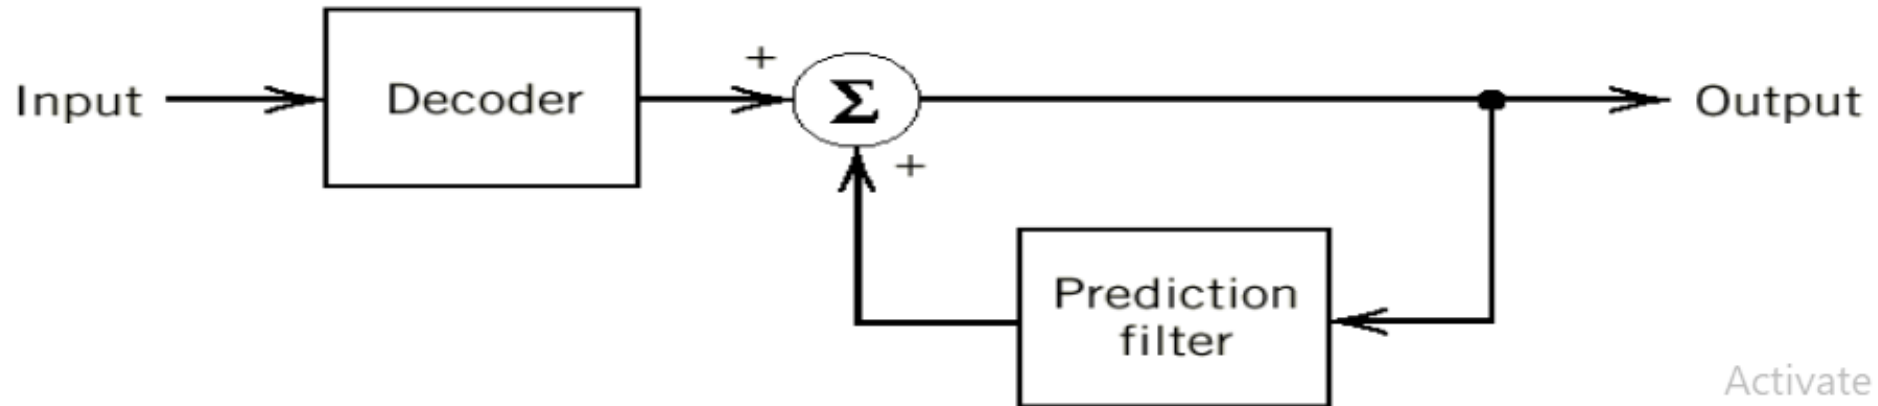 Input
Decoder
+
Σ
+
Output
Prediction
filter
Activate